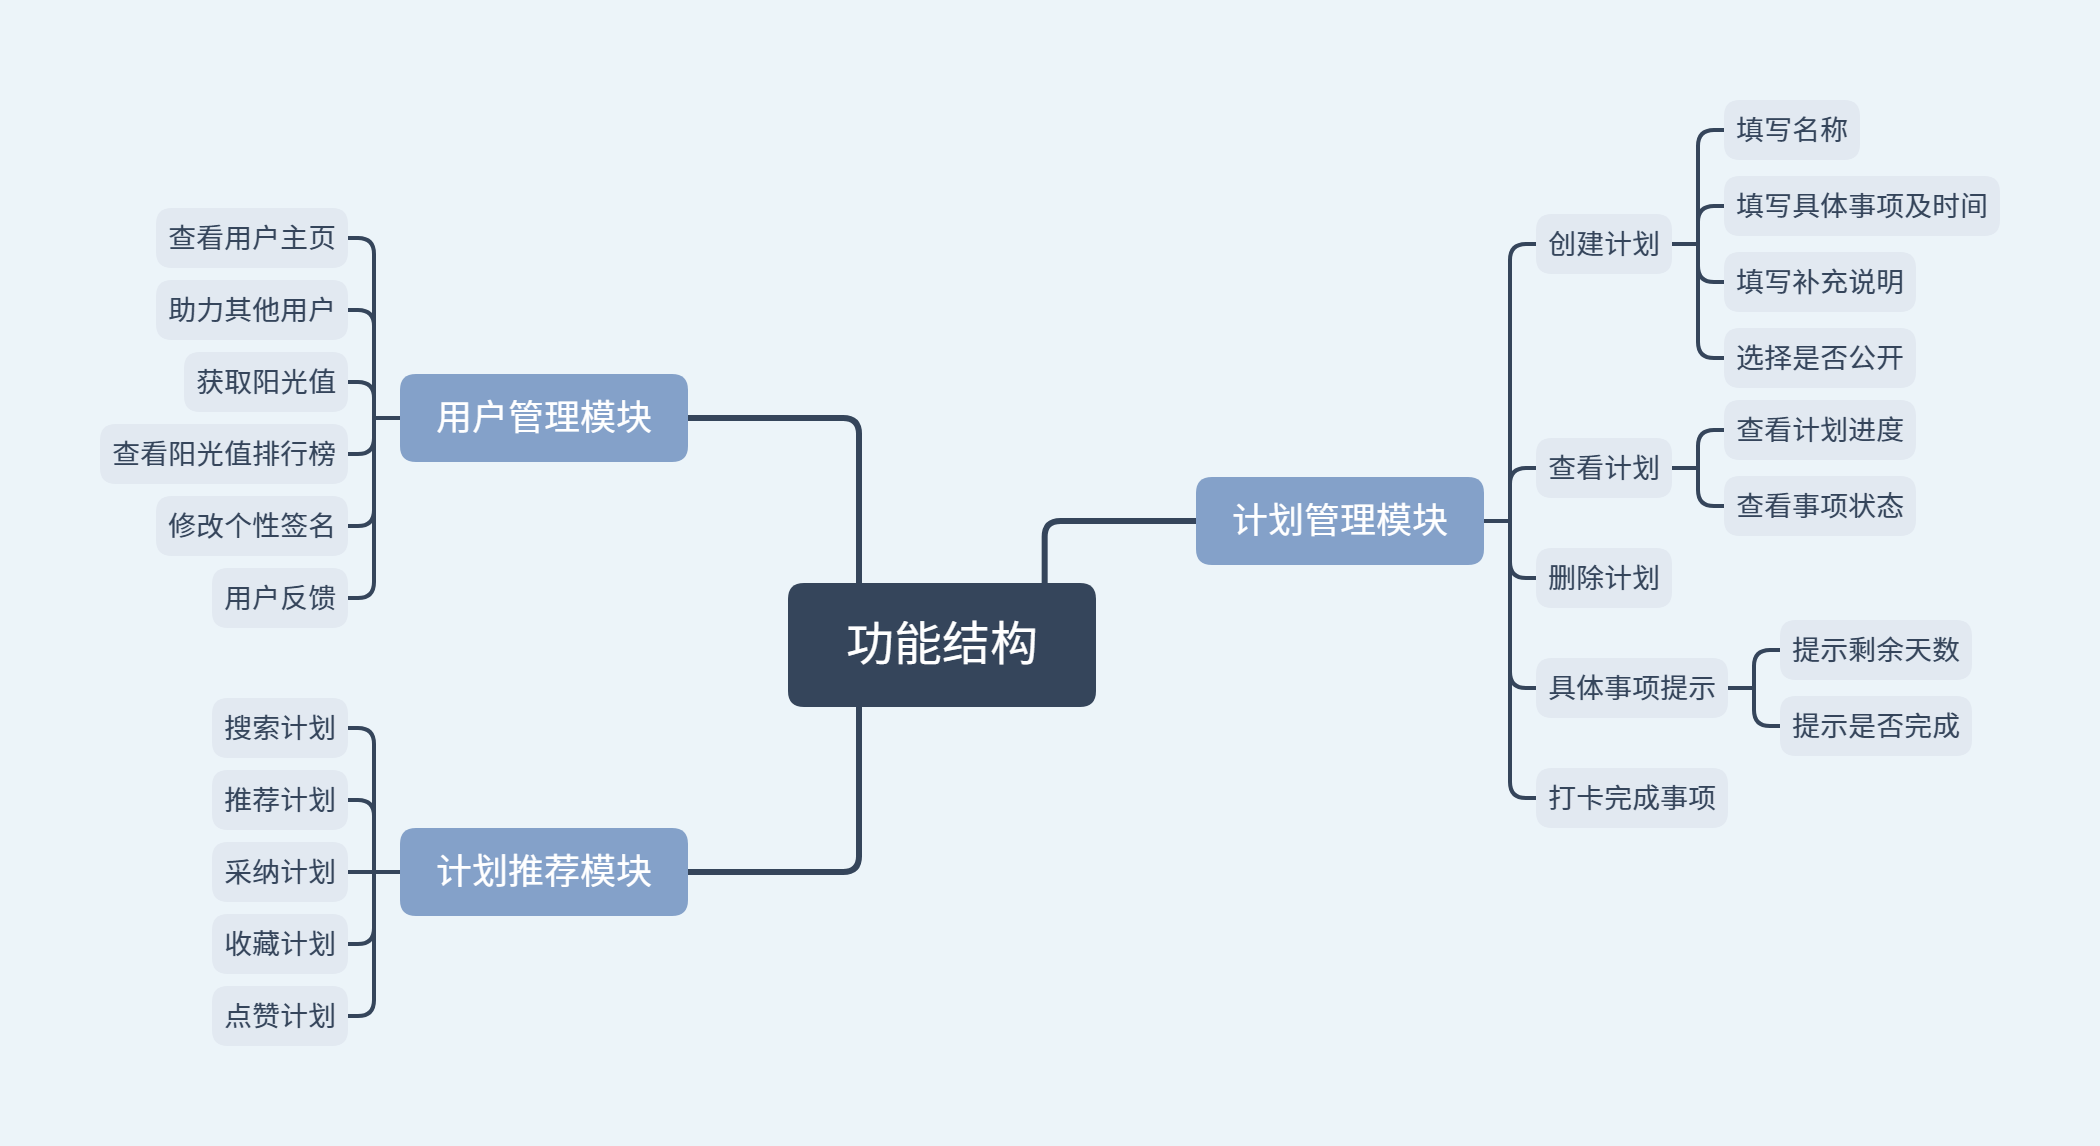 功能结构
用户管理模块
查看用户主页
助力其他用户
获取阳光值
查看阳光值排行榜
修改个性签名
用户反馈
计划推荐模块
搜索计划
推荐计划
采纳计划
收藏计划
点赞计划
计划管理模块
创建计划
填写名称
填写具体事项及时间
填写补充说明
选择是否公开
查看计划
查看计划进度
查看事项状态
删除计划
具体事项提示
提示剩余天数
提示是否完成
打卡完成事项